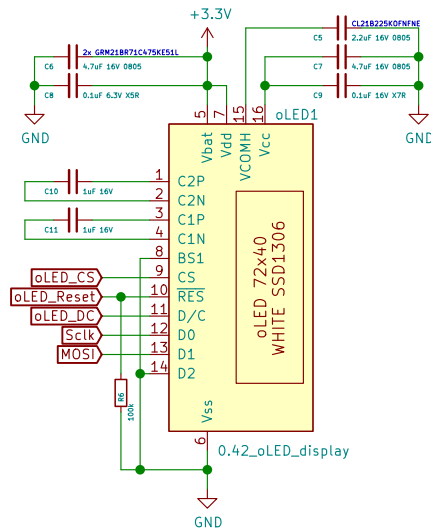 +3.3V
2x GRM21BR71C475KE51L
C6
4.7uF 16V 0805
C8
0.1uF 6.3V X5R
GND
CL21B225KOFNFNE
C5
2.2uF 16V 0805
C7
4.7uF 16V 0805
C9
0.1uF 16V X7R
GND
oLED1
5
7
15
16
Vbat
Vdd
VCOMH
Vcc
C10
1uF 16V
1
C2P
2
C2N
C11
1uF 16V
3
C1P
4
C1N
8
BS1
oLED_CS
9
CS
oLED_Reset
10
RES
oLED_DC
11
D/C
Sclk
12
D0
MOSI
13
D1
14
D2
oLED 72x40
WHITE SSD1306
R6
100k
Vss
6
0.42_oLED_display
GND